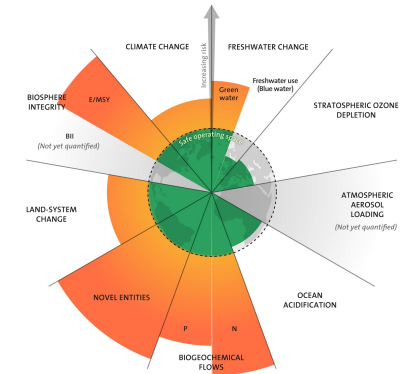 CLIMATE CHANGE
Increasing risk
FRESHWATER CHANGE
Green
water
Freshwater use
(Blue water)
STRATOSPHERIC OZONE
DEPLETION
ATMOSPHERIC
AEROSOL
LOADING
(Not yet quantified)
OCEAN
ACIDIFICATION
BIOGEOCHEMICAL
FLOWS
P
N
NOVEL ENTITIES
LAND-SYSTEM
CHANGE
BIOSPHERE
INTEGRITY
E/MSY
BII
(Not yet quantified)
Safe operating space